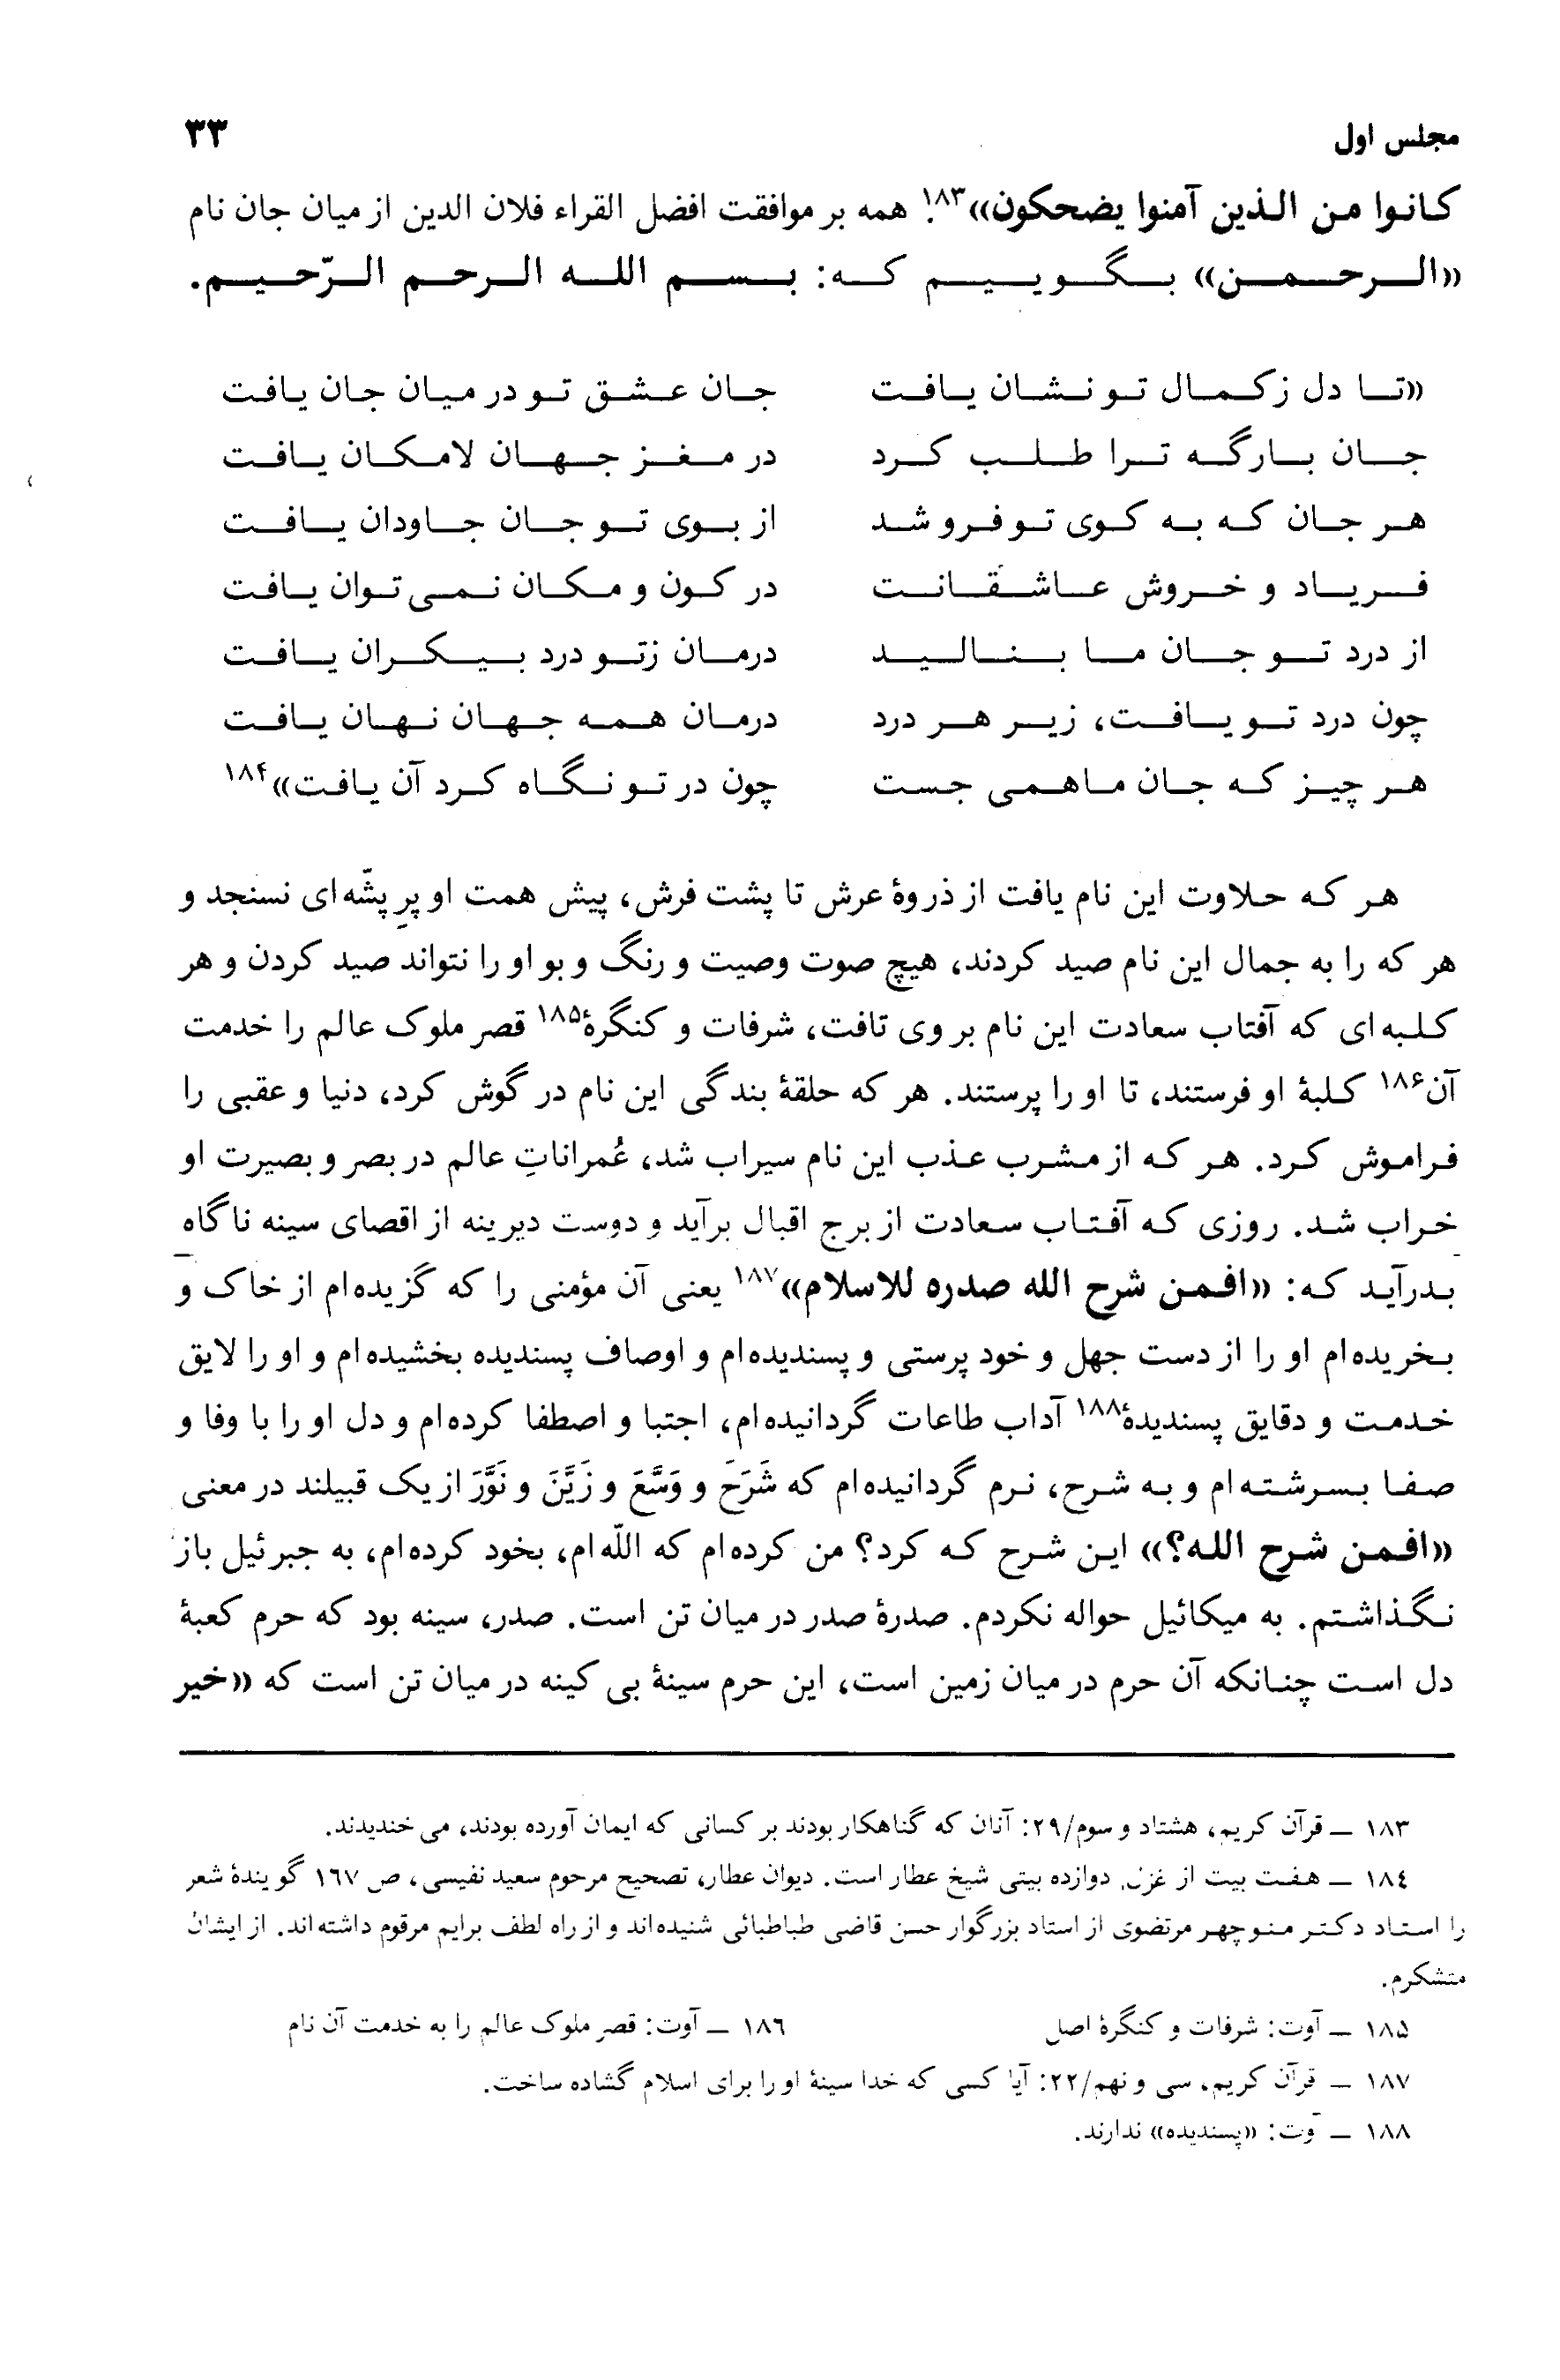 مجلس اول ۳۳
کانوا من الذین آمنوا یضحکون»۱۸۳. همه بر موافقت افضل القراء فلان الدین از میان جان نام
«الرحمن» بگوییم که: بسم الله الرحم الرّحیم.
«تا دل ز کمال تو نشان یافت جان عشق تو در میان جان یافت
جان بارگه ترا طلب کرد در مغز جهان لامکان یافت
هر جان که به کوی تو فرو شد از بوی تو جان جاودان یافت
فریاد و خروش عاشقانت در کون و مکان نمی توان یافت
از درد تو جان ما بنالید درمان ز تو درد بیکران یافت
چون درد تو یافت، زیر هر درد درمان همه جهان نهان یافت
هر چیز که جان ما همی جست چون در تو نگاه کرد آن یافت»۱۸۴
هر که حلاوت این نام یافت از ذروهٔ عرش تا پشت فرش، پیش همت او پرِ پشّه ای نسنجد و
هر که را به جمال این نام صید کردند، هیچ صوت وصیت و رنگ و بو او را نتواند صید کردن و هر
کلبه ای که آفتاب سعادت این نام بر وی تافت، شرفات و کنگرهٔ۱۸۵ قصر ملوک عالم را خدمت
آن۱۸۶ کلبهٔ او فرستند، تا او را پرستند. هر که حلقهٔ بندگی این نام در گوش کرد، دنیا و عقبی را
فراموش کرد. هر که از مشرب عذب این نام سیراب شد، عُمراناتِ عالم در بصر و بصیرت او
خراب شد. روزی که آفتاب سعادت از برج اقبال برآید و دوست دیرینه از اقصای سینه ناگاه
بدرآید که: «افمن شرح الله صدره للاسلام»۱۸۷ یعنی آن مؤمنی را که گزیده ام از خاک و
بخریده ام او را از دست جهل و خود پرستی و پسندیده ام و اوصاف پسندیده بخشیده ام و او را لایق
خدمت و دقایق پسندیدهٔ۱۸۸ آداب طاعات گردانیده ام، اجتبا و اصطفا کرده ام و دل او را با وفا و
صفا بسرشته ام و به شرح، نرم گردانیده ام که شَرَحَ و وَسَّعَ و زَیَّنَ و نَوَّرَ از یک قبیلند در معنی
«افمن شرح الله؟» این شرح که کرد؟ من کرده ام که اللّه ام، بخود کرده ام، به جبرئیل باز
نگذاشتم. به میکائیل حواله نکردم. صدرهٔ صدر در میان تن است. صدر، سینه بود که حرم کعبهٔ
دل است چنانکه آن حرم در میان زمین است، این حرم سینهٔ بی کینه در میان تن است که «خیر
۱۸۳ — قرآن کریم، هشتاد و سوم/۲۹: آنان که گناهکار بودند بر کسانی که ایمان آورده بودند، می خندیدند.
۱۸٤ — هفت بیت از غزل دوازده بیتی شیخ عطار است. دیوان عطار، تصحیح مرحوم سعید نفیسی، ص ۱٦۷ گویندهٔ شعر
را استاد دکتر منوچهر مرتضوی از استاد بزرگوار حسن قاضی طباطبائی شنیده اند و از راه لطف برایم مرقوم داشته اند. از ایشان
متشکرم.
۱۸۵ — آوت: شرفات و کنگرهٔ اصل ۱۸٦ — آوت: قصر ملوک عالم را به خدمت آن نام
۱۸۷ — قرآن کریم، سی و نهم/۲۲: آیا کسی که خدا سینهٔ او را برای اسلام گشاده ساخت.
۱۸۸ — آوت: «پسندیده» ندارند.